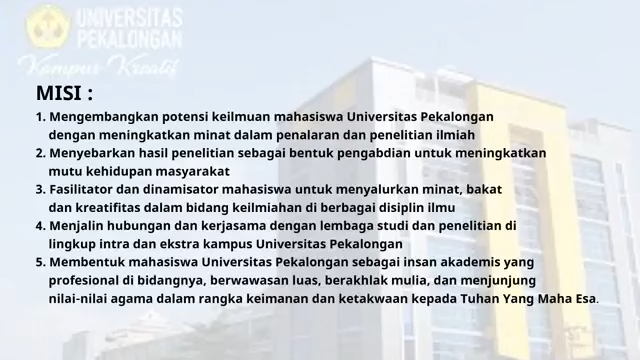 UNIVERSITAS
PEKALONGAN
Kampus Kreatif
MISI :
1. Mengembangkan potensi keilmuan mahasiswa Universitas Pekalongan
dengan meningkatkan minat dalam penalaran dan penelitian ilmiah
2. Menyebarkan hasil penelitian sebagai bentuk pengabdian untuk meningkatkan
mutu kehidupan masyarakat
3. Fasilitator dan dinamisator mahasiswa untuk menyalurkan minat, bakat
dan kreatifitas dalam bidang keilmiahan di berbagai disiplin ilmu
4. Menjalin hubungan dan kerjasama dengan lembaga studi dan penelitian di
lingkup intra dan ekstra kampus Universitas Pekalongan
5. Membentuk mahasiswa Universitas Pekalongan sebagai insan akademis yang
profesional di bidangnya, berwawasan luas, berakhlak mulia, dan menjunjung
nilai-nilai agama dalam rangka keimanan dan ketakwaan kepada Tuhan Yang Maha Esa.